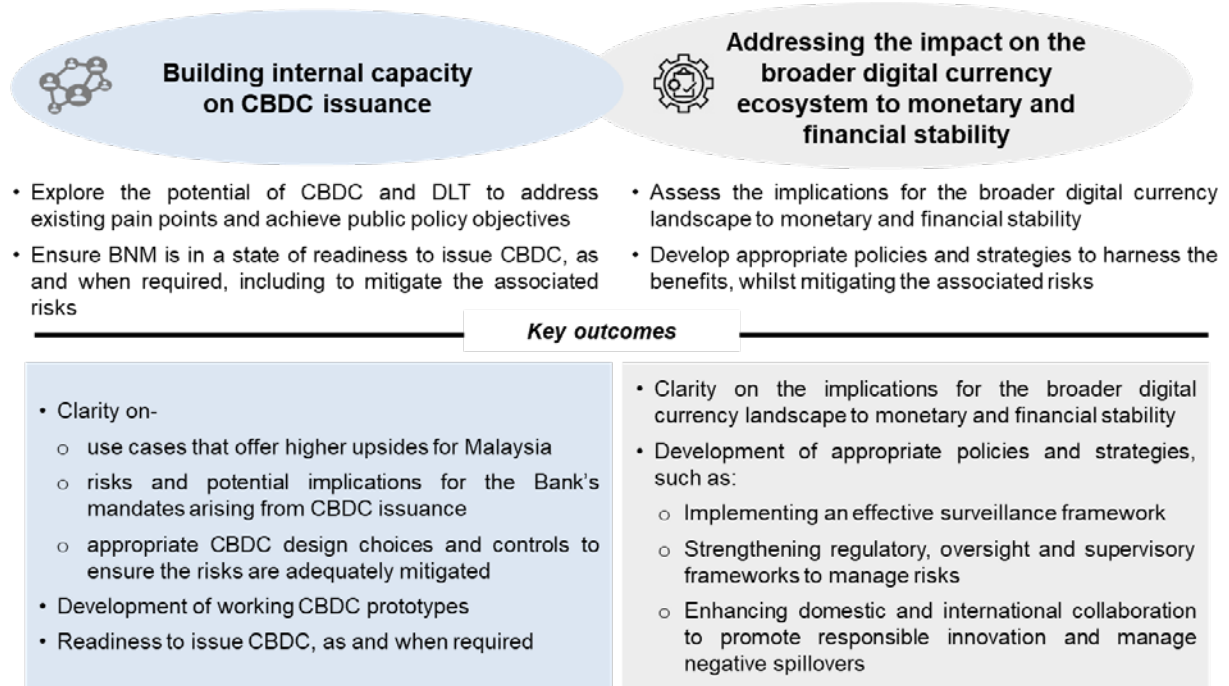 Building internal capacity
on CBDC issuance
Addressing the impact on the
broader digital currency
ecosystem to monetary and
financial stability
• Explore the potential of CBDC and DLT to address
existing pain points and achieve public policy objectives
• Ensure BNM is in a state of readiness to issue CBDC, as
and when required, including to mitigate the associated
risks
• Assess the implications for the broader digital currency
landscape to monetary and financial stability
• Develop appropriate policies and strategies to harness the
benefits, whilst mitigating the associated risks
Key outcomes
• Clarity on-
o use cases that offer higher upsides for Malaysia
o risks and potential implications for the Bank's
mandates arising from CBDC issuance
o appropriate CBDC design choices and controls to
ensure the risks are adequately mitigated
• Development of working CBDC prototypes
• Readiness to issue CBDC, as and when required
• Clarity on the implications for the broader digital
currency landscape to monetary and financial stability
• Development of appropriate policies and strategies,
such as:
o Implementing an effective surveillance framework
o Strengthening regulatory, oversight and supervisory
frameworks to manage risks
o Enhancing domestic and international collaboration
to promote responsible innovation and manage
negative spillovers